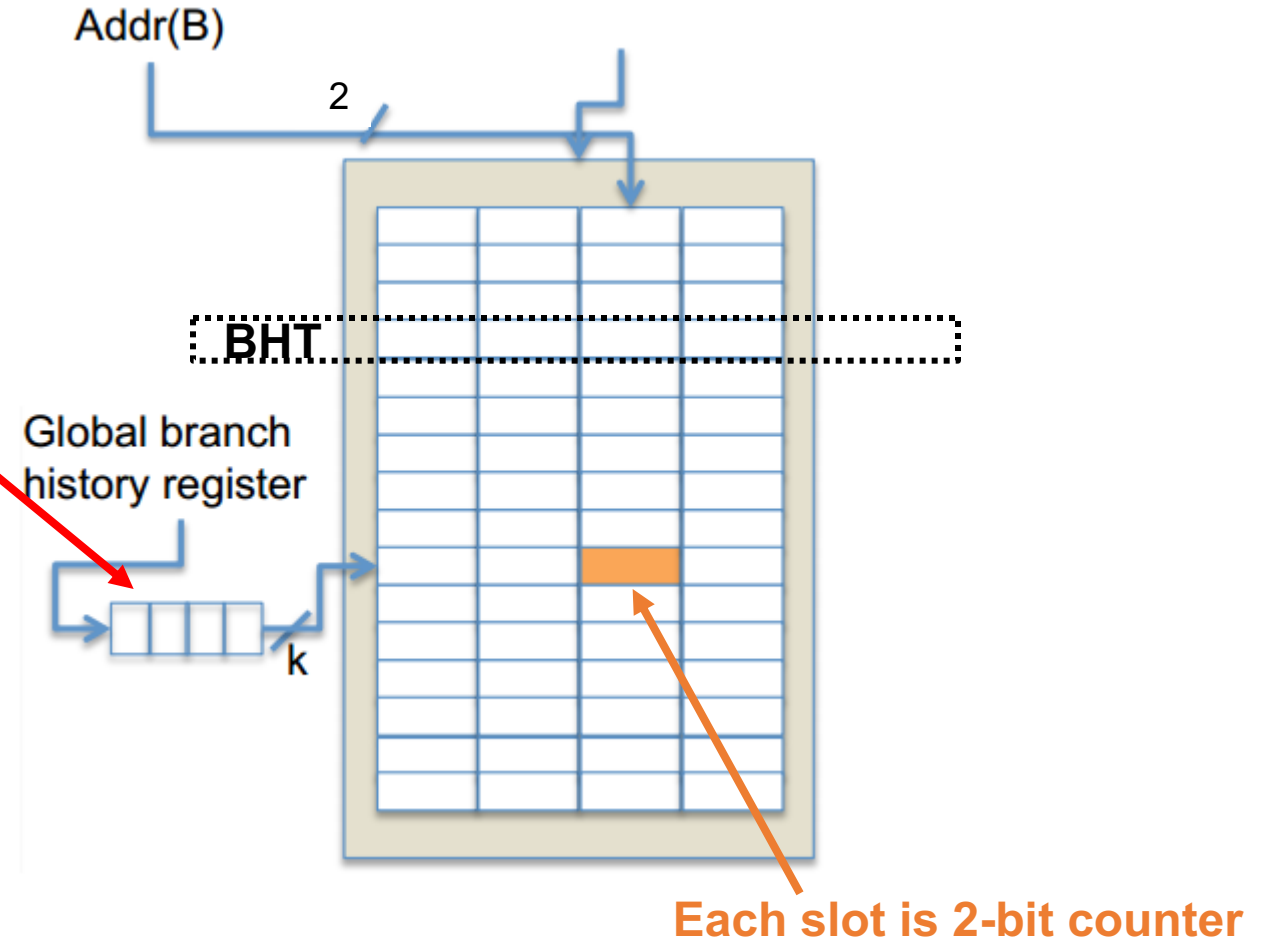 Addr(B)
2
BHT
Global branch
history register
k
Each slot is 2-bit counter